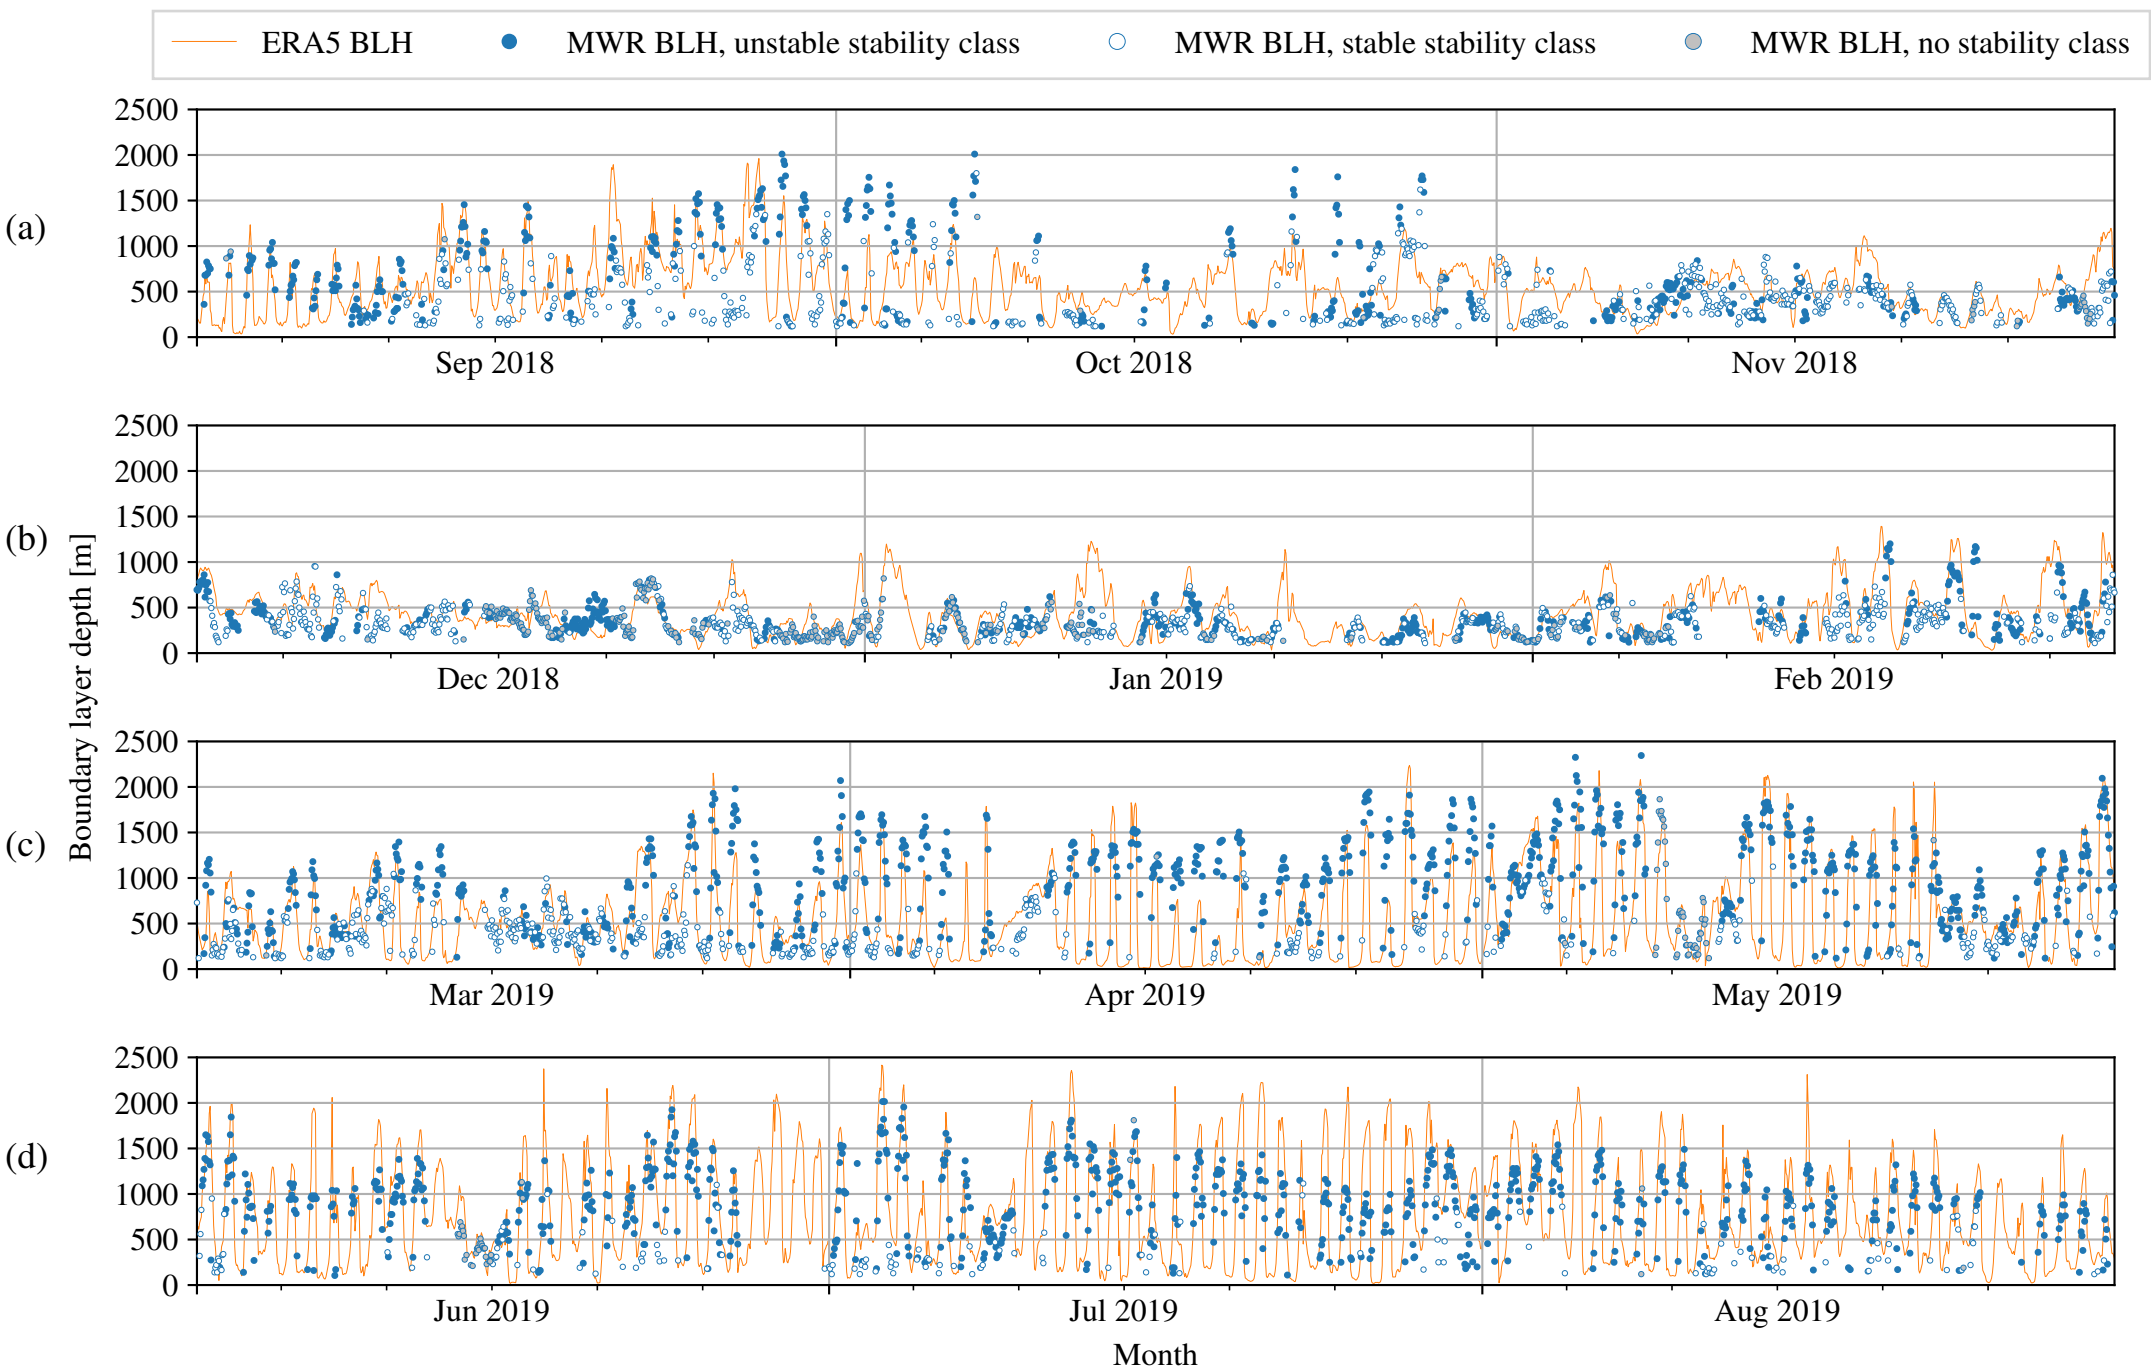 ERA5 BLH MWR BLH, unstable stability class MWR BLH, stable stability class MWR BLH, no stability class
(a)
2500
2000
1500
1000
500
0
Sep 2018 Oct 2018 Nov 2018
(b)
2500
2000
1500
1000
500
0
Dec 2018 Jan 2019 Feb 2019
Boundary layer depth [m]
(c)
2500
2000
1500
1000
500
0
Mar 2019 Apr 2019 May 2019
(d)
2500
2000
1500
1000
500
0
Jun 2019 Jul 2019 Aug 2019
Month